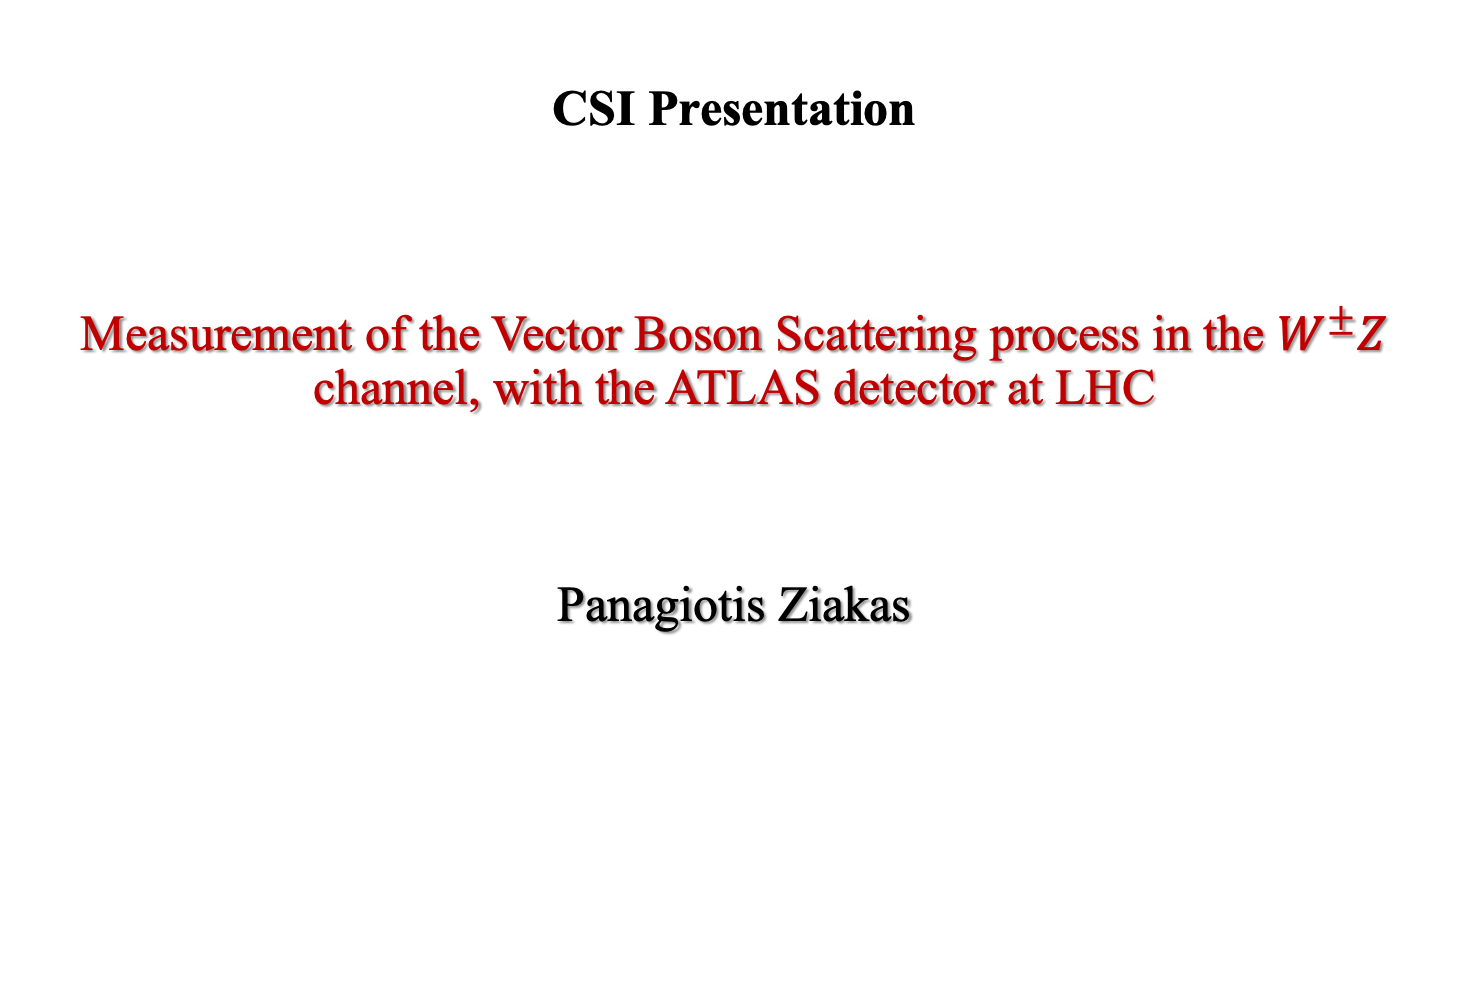 CSI Presentation
Measurement of the Vector Boson Scattering process in the W±Z
channel, with the ATLAS detector at LHC
Panagiotis Ziakas